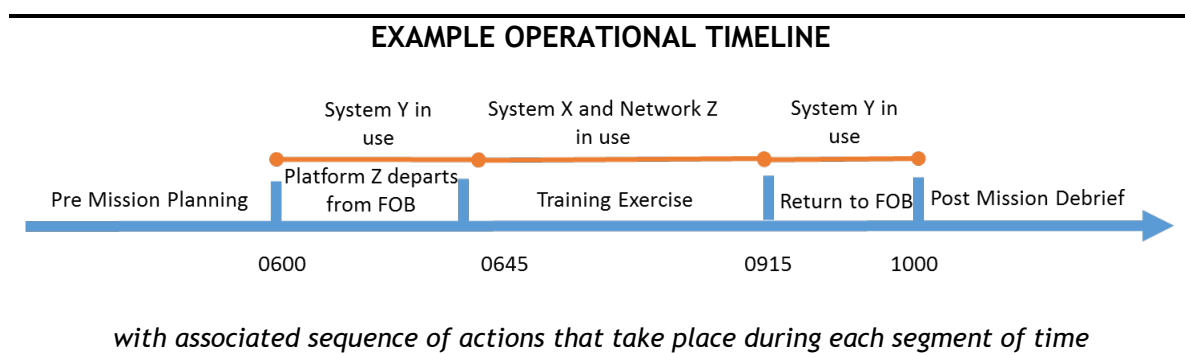 EXAMPLE OPERATIONAL TIMELINE
System Y in
use
System X and Network Z
in use
System Y in
use
Pre Mission Planning
Platform Z departs
from FOB
Training Exercise
Return to FOB
Post Mission Debrief
0600
0645
0915
1000
with associated sequence of actions that take place during each segment of time